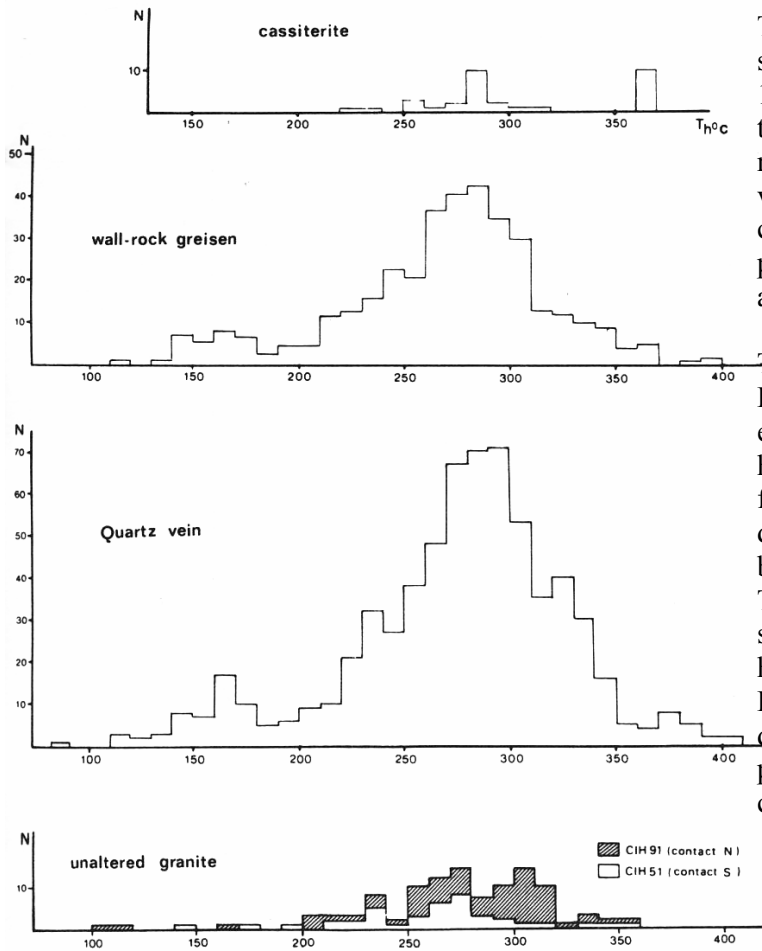 N
cassiterite
10
150 200 250 300 350 Th°c
N
50
40
wall-rock greisen
30
20
10
100 150 200 250 300 350 400
N
70
60
Quartz vein
50
40
30
20
10
100 150 200 250 300 350 400
N
unaltered granite
CIH 91 (contact N)
CIH 51 (contact S)
10
100 150 200 250 300 350 400